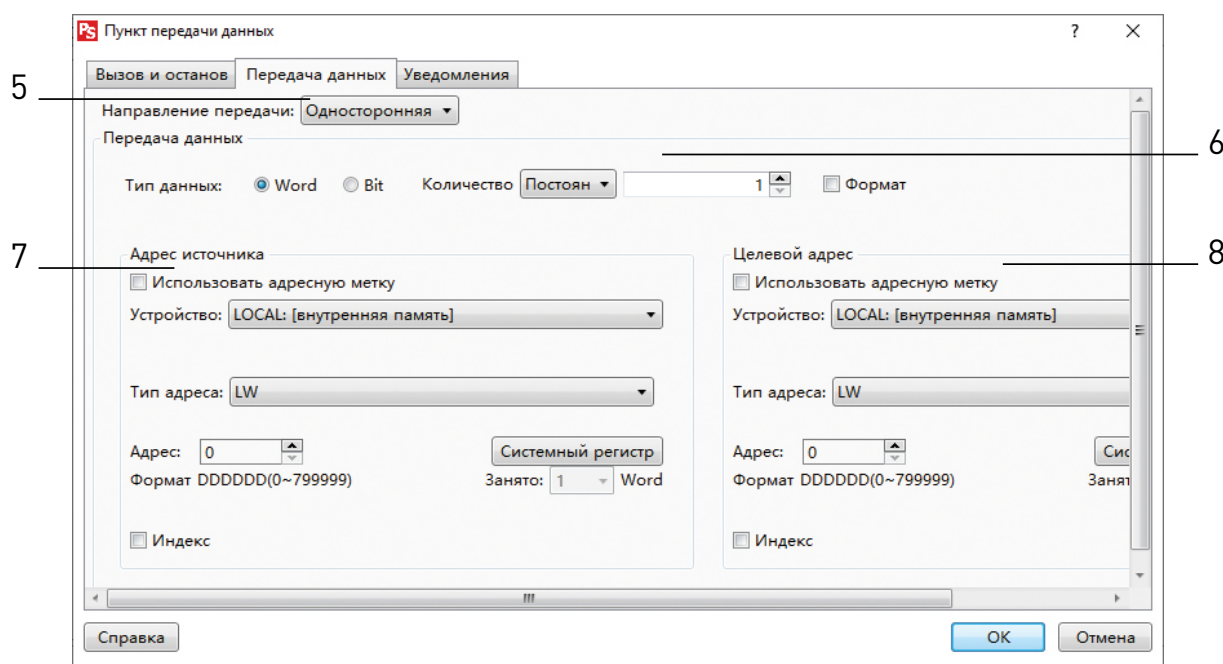 PS Пункт передачи данных ? ×
Вызов и останов Передача данных Уведомления
5
Направление передачи: Односторонняя
Передача данных
6
Тип данных: Word Bit Количество Постоян 1 Формат
7
Адрес источника
Использовать адресную метку
Устройство: LOCAL: [внутренняя память]
Тип адреса: LW
Адрес: 0 Системный регистр
Формат DDDDDD(0~799999) Занято: 1 Word
Индекс
8
Целевой адрес
Использовать адресную метку
Устройство: LOCAL: [внутренняя память]
Тип адреса: LW
Адрес: 0 Сис
Формат DDDDDD(0~799999) Занят
Индекс
Справка OK Отмена